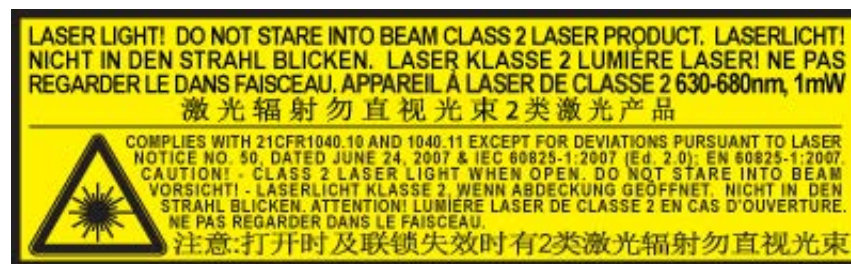 LASER LIGHT! DO NOT STARE INTO BEAM CLASS 2 LASER PRODUCT. LASERLICHT!
NICHT IN DEN STRAHL BLICKEN. LASER KLASSE 2 LUMIÈRE LASER! NE PAS
REGARDER LE DANS FAISCEAU. APPAREIL À LASER DE CLASSE 2 630-680nm, 1mW
激光辐射勿直视光束2类激光产品
COMPLIES WITH 21CFR1040.10 AND 1040.11 EXCEPT FOR DEVIATIONS PURSUANT TO LASER
NOTICE NO. 50, DATED JUNE 24, 2007 & IEC 60825-1:2007 (Ed. 2.0); EN 60825-1:2007.
CAUTION! - CLASS 2 LASER LIGHT WHEN OPEN. DO NOT STARE INTO BEAM
VORSICHT! - LASERLICHT KLASSE 2, WENN ABDECKUNG GEÖFFNET. NICHT IN DEN
STRAHL BLICKEN. ATTENTION! LUMIÈRE LASER DE CLASSE 2 EN CAS D'OUVERTURE.
NE PAS REGARDER DANS LE FAISCEAU.
注意:打开时及联锁失效时有2类激光辐射勿直视光束